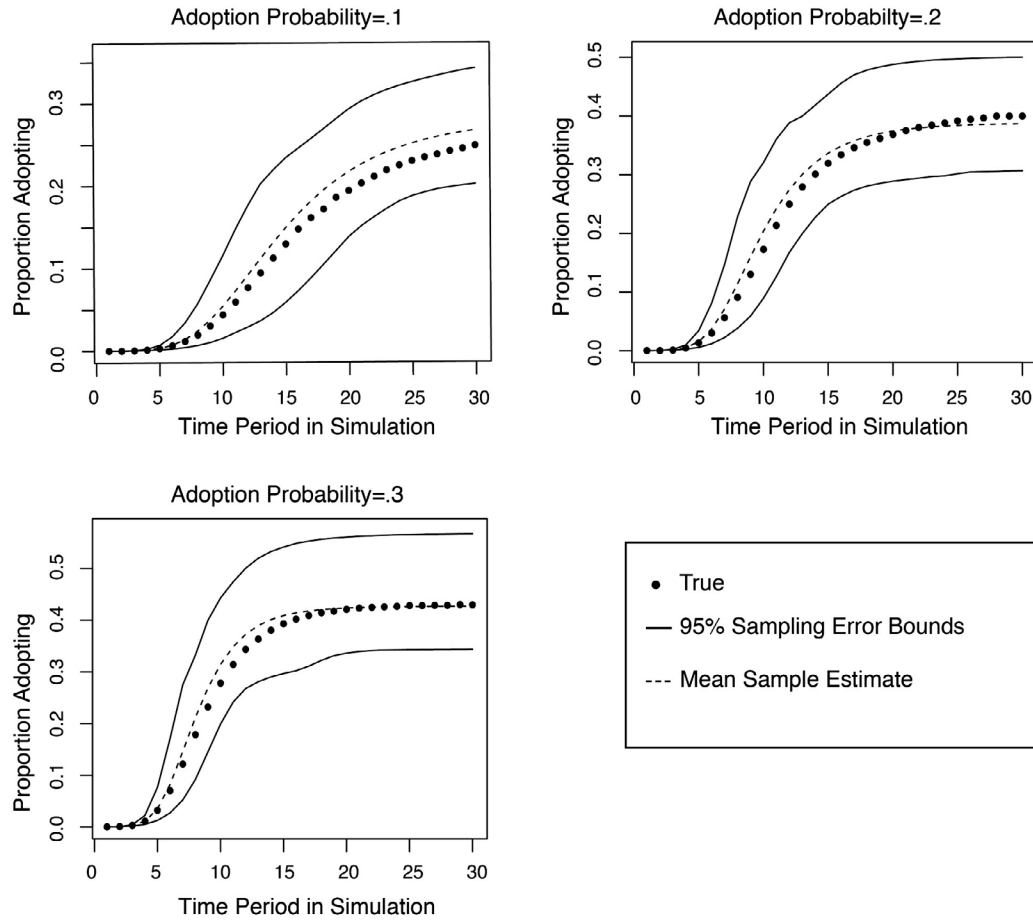 Adoption Probability=.1
Proportion Adopting
0.3
0.2
0.1
0.0
0 5 10 15 20 25 30
Time Period in Simulation
Adoption Probabilty=.2
Proportion Adopting
0.5
0.4
0.3
0.2
0.1
0.0
0 5 10 15 20 25 30
Time Period in Simulation
Adoption Probability=.3
Proportion Adopting
0.5
0.4
0.3
0.2
0.1
0.0
0 5 10 15 20 25 30
Time Period in Simulation
True
95% Sampling Error Bounds
Mean Sample Estimate